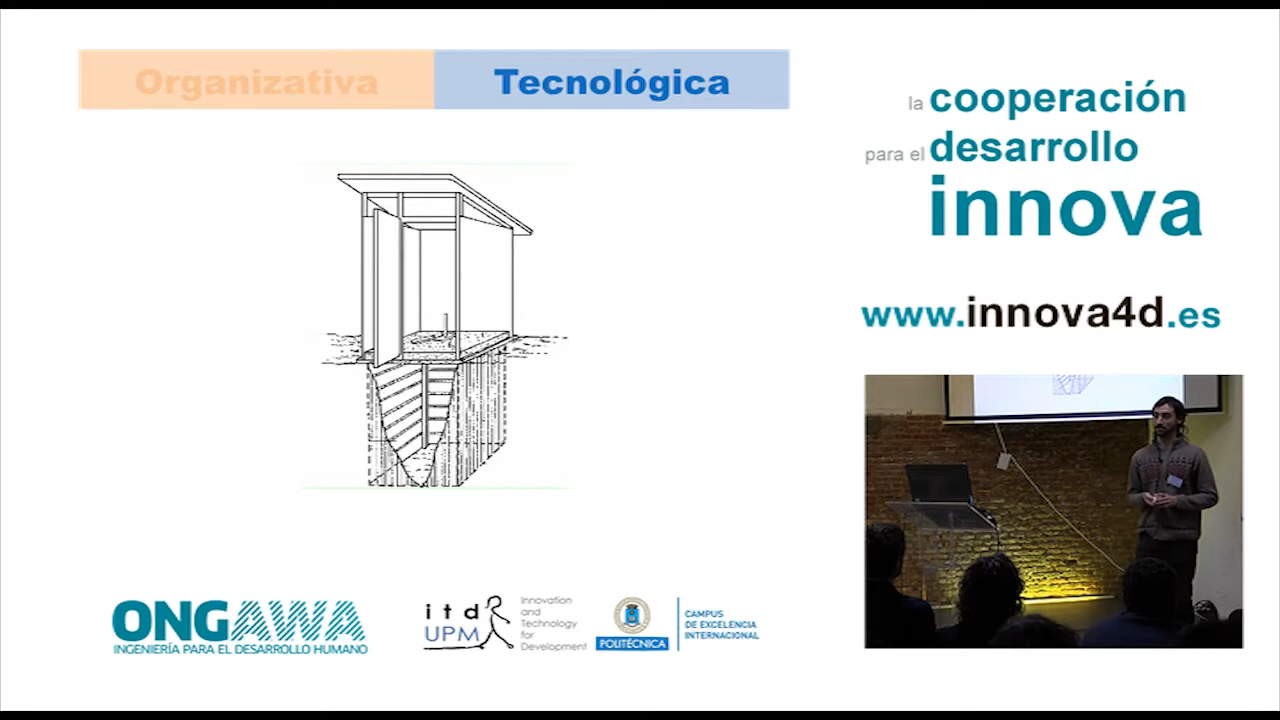 Organizativa
Tecnológica
la cooperación
para el desarrollo
innova
www.innova4d.es
ONGAWA
INGENIERÍA PARA EL DESARROLLO HUMANO
itd
UPM
Innovation
and
Technology
for
Development
POLITÉCNICA
CAMPUS
DE EXCELENCIA
INTERNACIONAL